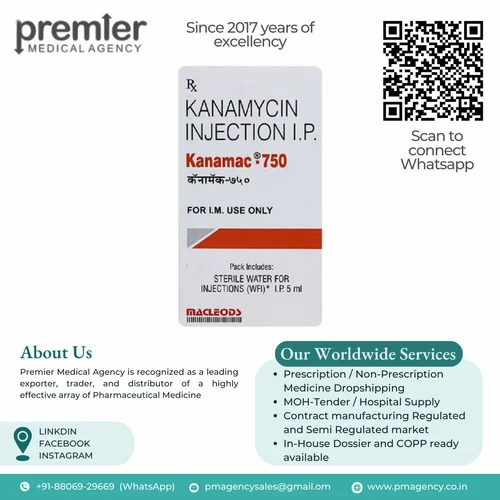 premier
MEDICAL AGENCY
Since 2017 years of
excellency
Scan to
connect
Whatsapp
Rx
KANAMYCIN
INJECTION I.P.
Kanamac®-750
कॅनामॅक-७५०
FOR I.M. USE ONLY
Pack Includes:
STERILE WATER FOR
INJECTIONS (WFI)* I.P. 5 ml
MACLEODS
About Us
Premier Medical Agency is recognized as a leading
exporter, trader, and distributor of a highly
effective array of Pharmaceutical Medicine
LINKDIN
FACEBOOK
INSTAGRAM
Our Worldwide Services
• Prescription / Non-Prescription
Medicine Dropshipping
• MOH-Tender / Hospital Supply
• Contract manufacturing Regulated
and Semi Regulated market
• In-House Dossier and COPP ready
available
+91-88069-29669 (WhatsApp)
pmagencysales@gmail.om
www.pmagency.co.in